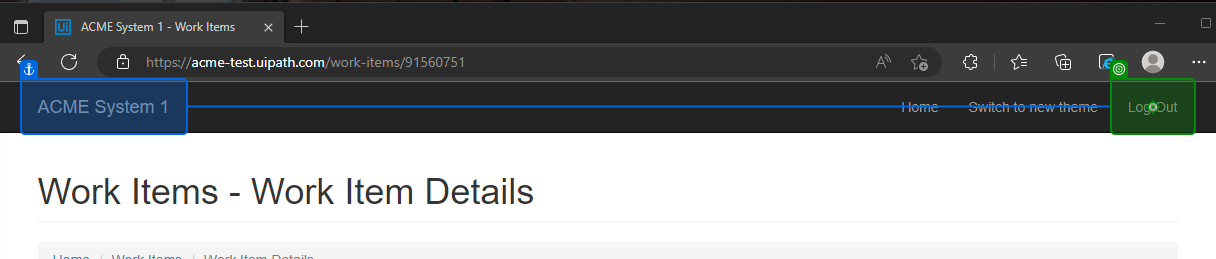 Ui ACME System 1 - Work Items
https://acme-test.uipath.com/work-items/91560751
ACME System 1 Home Switch to new theme Log Out
Work Items - Work Item Details
Home / Work Items / Work Item Details